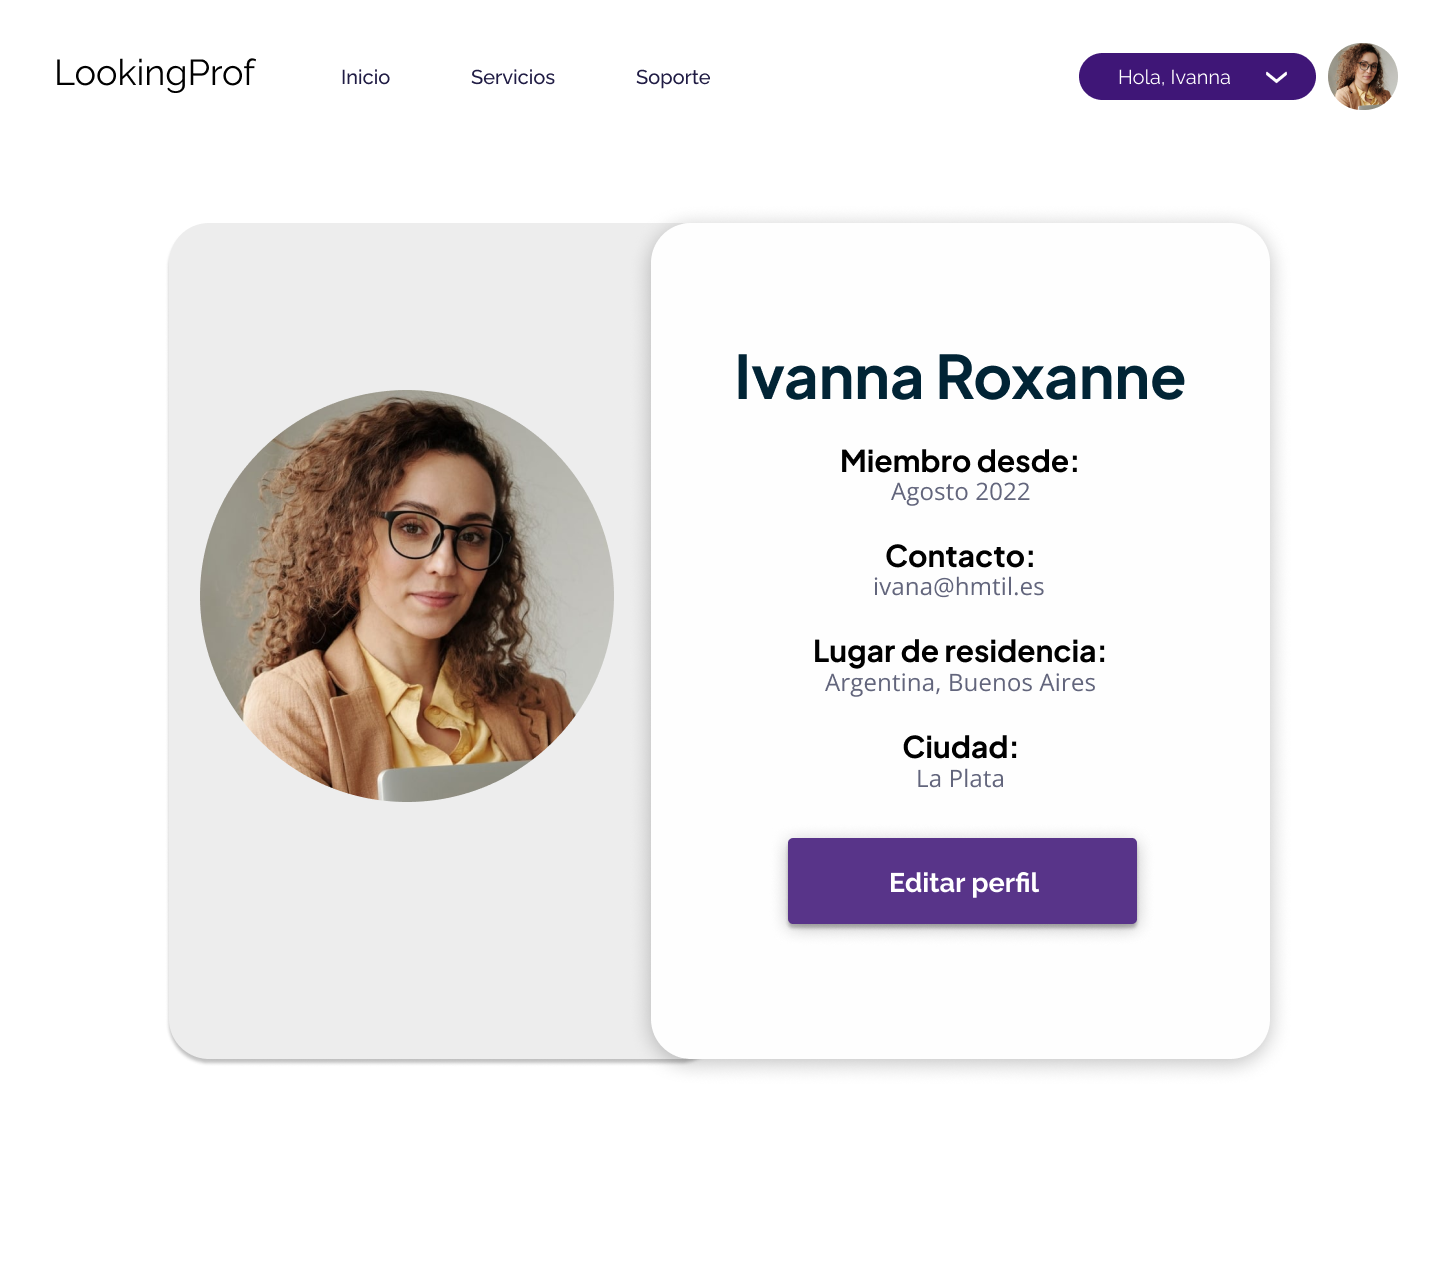 LookingProf
Inicio
Servicios
Soporte
Hola, Ivanna
Ivanna Roxanne
Miembro desde:
Agosto 2022
Contacto:
ivana@hmtil.es
Lugar de residencia:
Argentina, Buenos Aires
Ciudad:
La Plata
Editar perfil